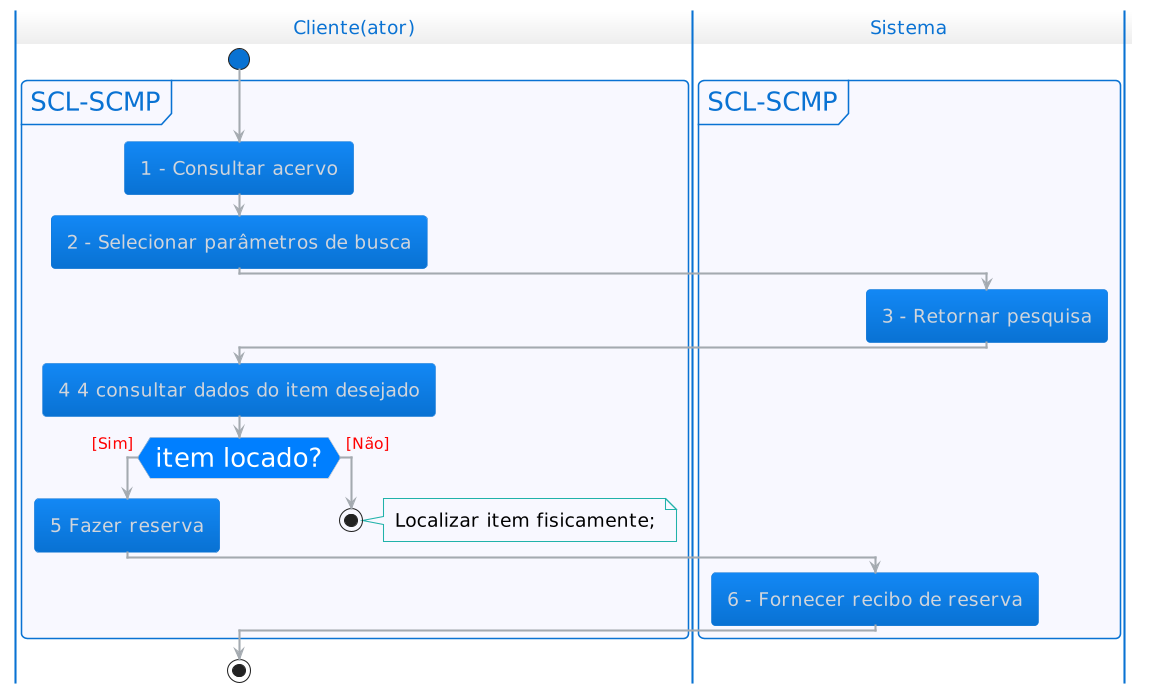 Cliente(ator)
Sistema
SCL-SCMP
SCL-SCMP
1 - Consultar acervo
2 - Selecionar parâmetros de busca
3 - Retornar pesquisa
4 4 consultar dados do item desejado
[Sim]
item locado?
[Não]
5 Fazer reserva
Localizar item fisicamente;
6 - Fornecer recibo de reserva